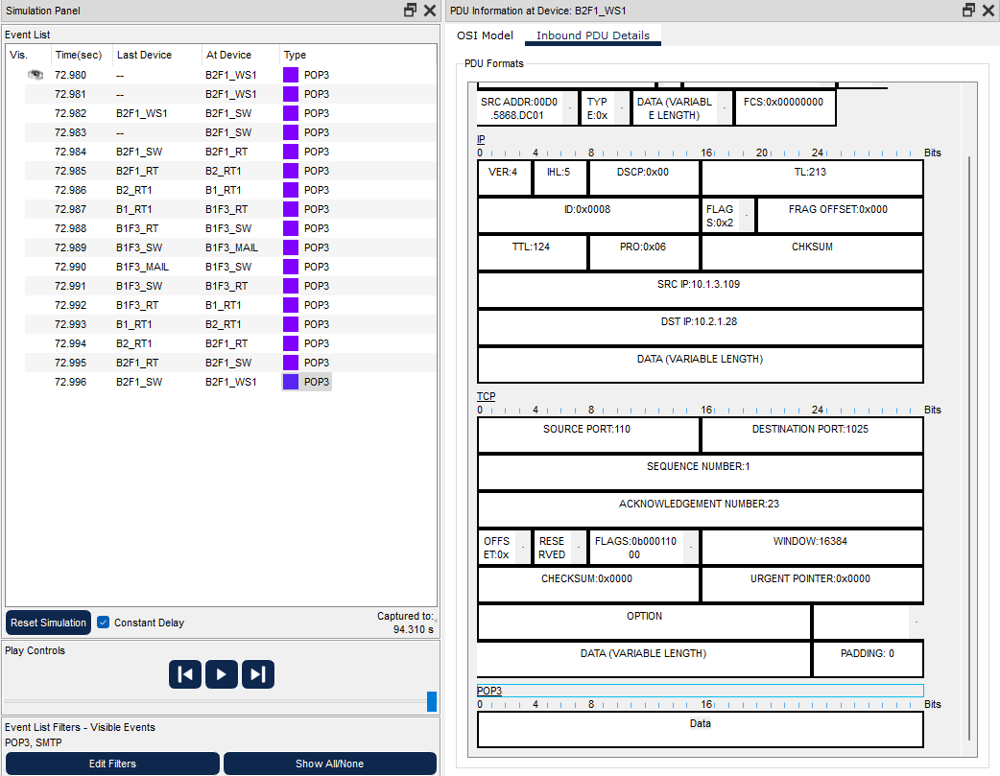 Simulation Panel
Event List
Vis. Time(sec) Last Device At Device Type
72.980 -- B2F1_WS1 POP3
72.981 -- B2F1_WS1 POP3
72.982 B2F1_WS1 B2F1_SW POP3
72.983 -- B2F1_SW POP3
72.984 B2F1_SW B2F1_RT POP3
72.985 B2F1_RT B2_RT1 POP3
72.986 B2_RT1 B1_RT1 POP3
72.987 B1_RT1 B1F3_RT POP3
72.988 B1F3_RT B1F3_SW POP3
72.989 B1F3_SW B1F3_MAIL POP3
72.990 B1F3_MAIL B1F3_SW POP3
72.991 B1F3_SW B1F3_RT POP3
72.992 B1F3_RT B1_RT1 POP3
72.993 B1_RT1 B2_RT1 POP3
72.994 B2_RT1 B2F1_RT POP3
72.995 B2F1_RT B2F1_SW POP3
72.996 B2F1_SW B2F1_WS1 POP3
Reset Simulation Constant Delay
Captured to:
94.310 s
Play Controls
Event List Filters - Visible Events
POP3, SMTP
Edit Filters Show All/None
PDU Information at Device: B2F1_WS1
OSI Model Inbound PDU Details
PDU Formats
SRC ADDR:00D0 TYP DATA (VARIABL FCS:0x00000000
.5868.DC01 E:0x E LENGTH)
IP
0 4 8 16 20 24 Bits
VER:4 IHL:5 DSCP:0x00 TL:213
ID:0x0008 FLAG FRAG OFFSET:0x000
S:0x2
TTL:124 PRO:0x06 CHKSUM
SRC IP:10.1.3.109
DST IP:10.2.1.28
DATA (VARIABLE LENGTH)
TCP
0 4 8 16 24 Bits
SOURCE PORT:110 DESTINATION PORT:1025
SEQUENCE NUMBER:1
ACKNOWLEDGEMENT NUMBER:23
OFFS RESE FLAGS:0b000110 WINDOW:16384
ET:0x RVED 00
CHECKSUM:0x0000 URGENT POINTER:0x0000
OPTION
DATA (VARIABLE LENGTH) PADDING: 0
POP3
0 4 8 16 24 Bits
Data